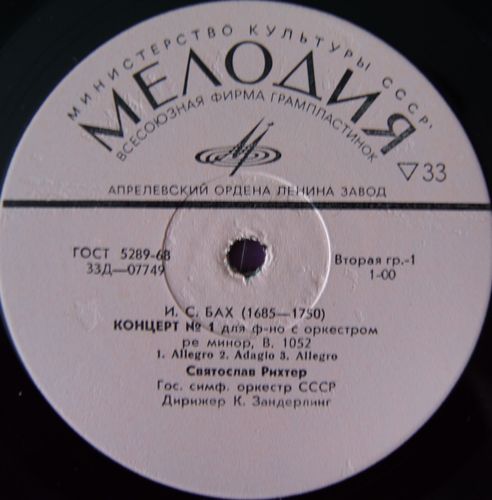 МИНИСТЕРСТВО КУЛЬТУРЫ СССР
МЕЛОДИЯ
ВСЕСОЮЗНАЯ ФИРМА ГРАМПЛАСТИНОК
▽33
АПРЕЛЕВСКИЙ ОРДЕНА ЛЕНИНА ЗАВОД
ГОСТ 5289-68
33Д—07749
Вторая гр.-1
1-00
И. С. БАХ (1685—1750)
КОНЦЕРТ № 1 для ф-но с оркестром
ре минор, В. 1052
1. Allegro 2. Adagio 3. Allegro
Святослав Рихтер
Гос. симф. оркестр СССР
Дирижер К. Зандерлинг